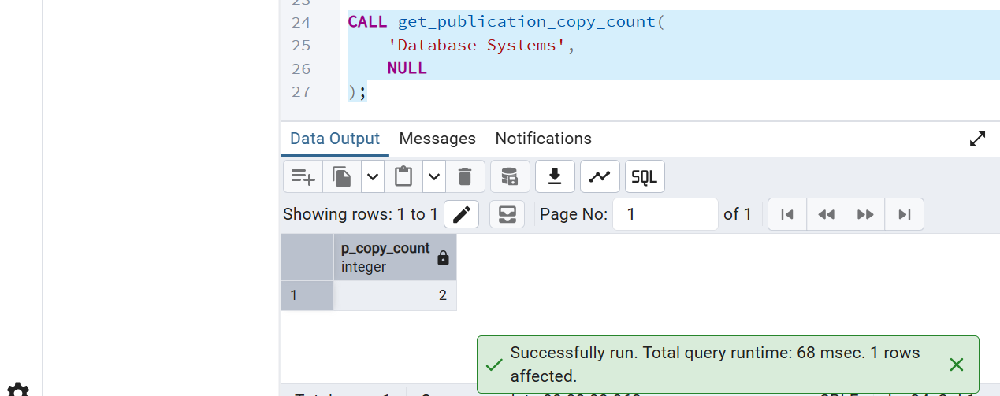 24 CALL get_publication_copy_count(
25 'Database Systems',
26 NULL
27 );
Data Output Messages Notifications
SQL
Showing rows: 1 to 1 Page No: 1 of 1
p_copy_count
integer
1 2
Successfully run. Total query runtime: 68 msec. 1 rows
affected.